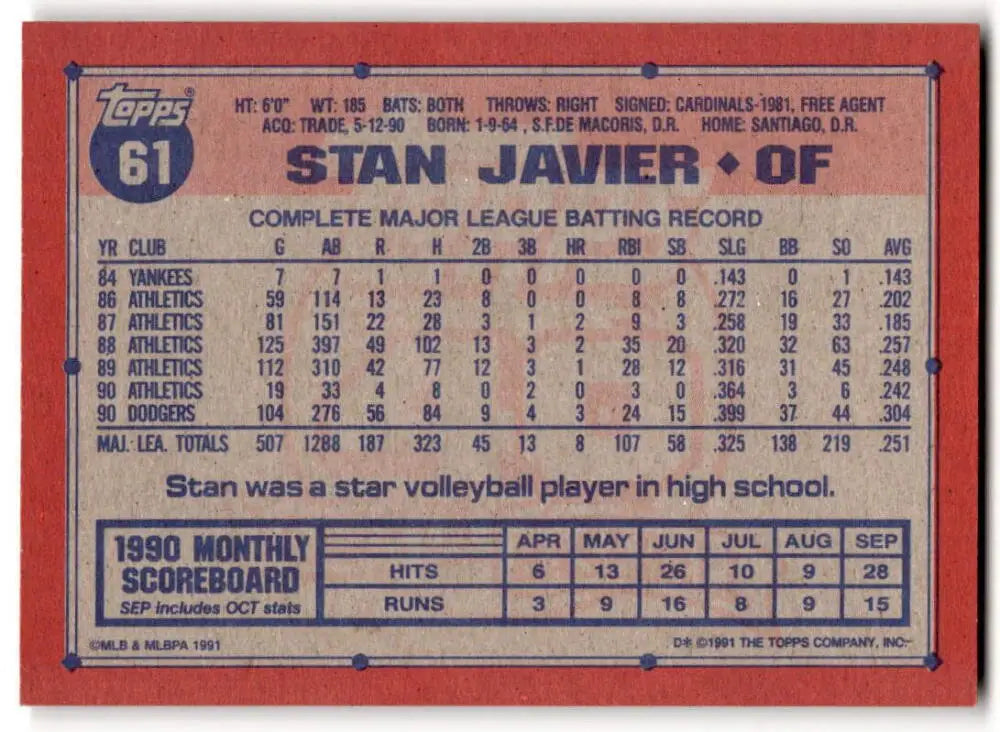 Topps®
61
HT: 6'0" WT: 185 BATS: BOTH THROWS: RIGHT SIGNED: CARDINALS-1981, FREE AGENT
ACQ: TRADE, 5-12-90 BORN: 1-9-64 , S.F.DE MACORIS, D.R. HOME: SANTIAGO, D.R.
STAN JAVIER ◆ OF
COMPLETE MAJOR LEAGUE BATTING RECORD
YR CLUB G AB R H 2B 3B HR RBI SB SLG BB SO AVG
84 YANKEES 7 7 1 1 0 0 0 0 0 .143 0 1 .143
86 ATHLETICS 59 114 13 23 8 0 0 8 8 .272 16 27 .202
87 ATHLETICS 81 151 22 28 3 1 2 9 3 .258 19 33 .185
88 ATHLETICS 125 397 49 102 13 3 2 35 20 .320 32 63 .257
89 ATHLETICS 112 310 42 77 12 3 1 28 12 .316 31 45 .248
90 ATHLETICS 19 33 4 8 0 2 0 3 0 .364 3 6 .242
90 DODGERS 104 276 56 84 9 4 3 24 15 .399 37 44 .304
MAJ. LEA. TOTALS 507 1288 187 323 45 13 8 107 58 .325 138 219 .251
Stan was a star volleyball player in high school.
1990 MONTHLY
SCOREBOARD
SEP includes OCT stats
APR MAY JUN JUL AUG SEP
HITS 6 13 26 10 9 28
RUNS 3 9 16 8 9 15
©MLB & MLBPA 1991
D* ©1991 THE TOPPS COMPANY, INC.